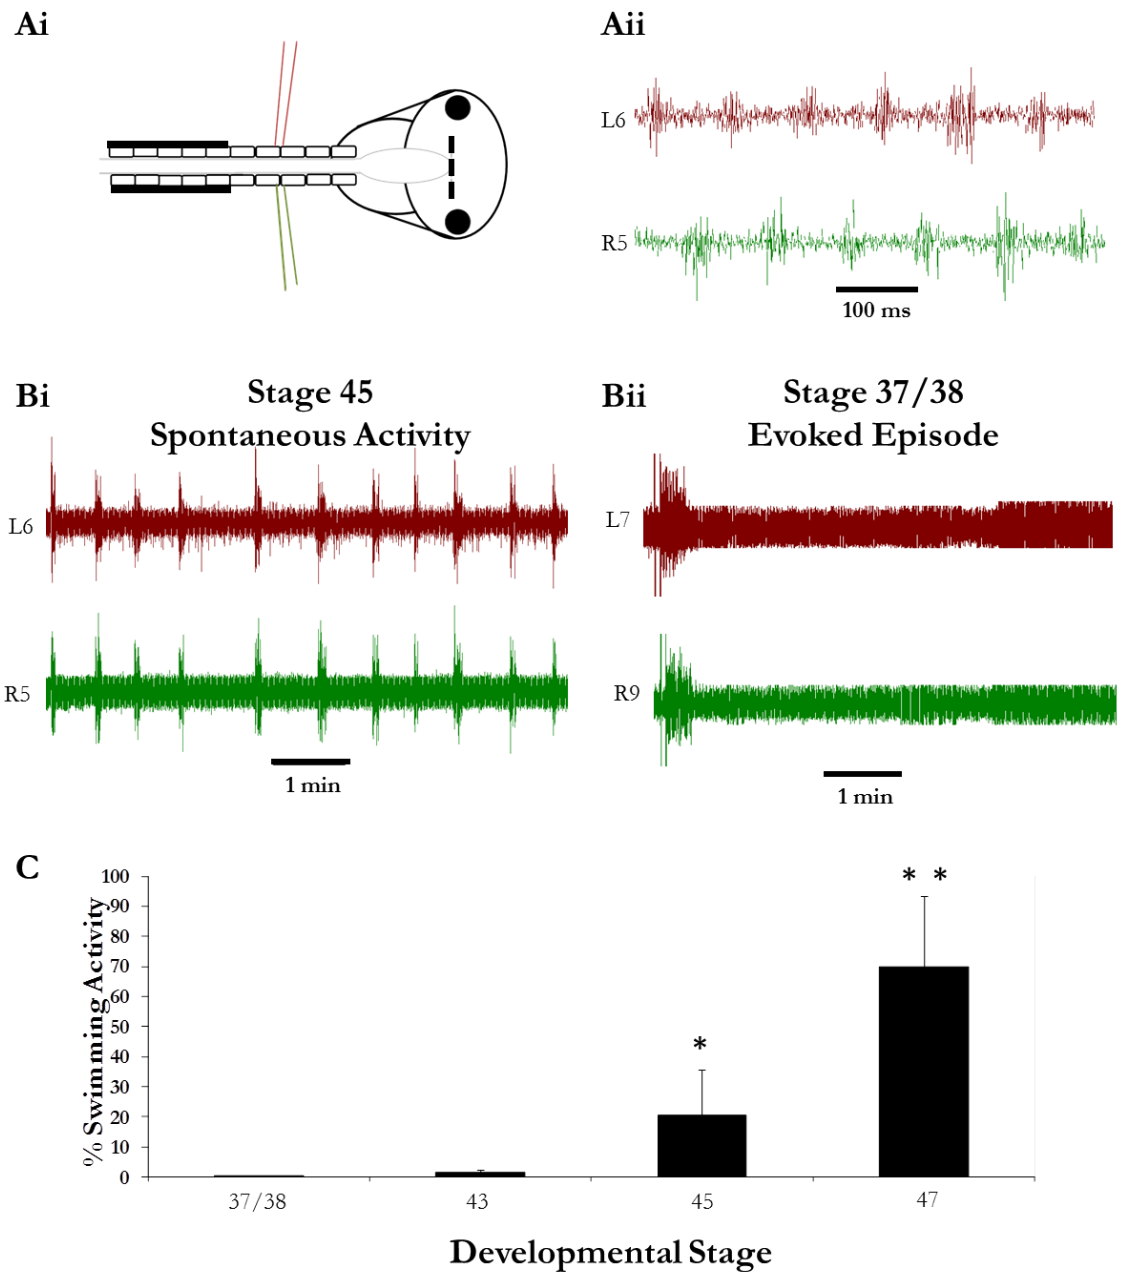 Ai
Aii
L6
R5
100 ms
Bi
Stage 45
Spontaneous Activity
L6
R5
1 min
Bii
Stage 37/38
Evoked Episode
L7
R9
1 min
C
% Swimming Activity
100
90
80
70
60
50
40
30
20
10
0
*
* *
37/38
43
45
47
Developmental Stage